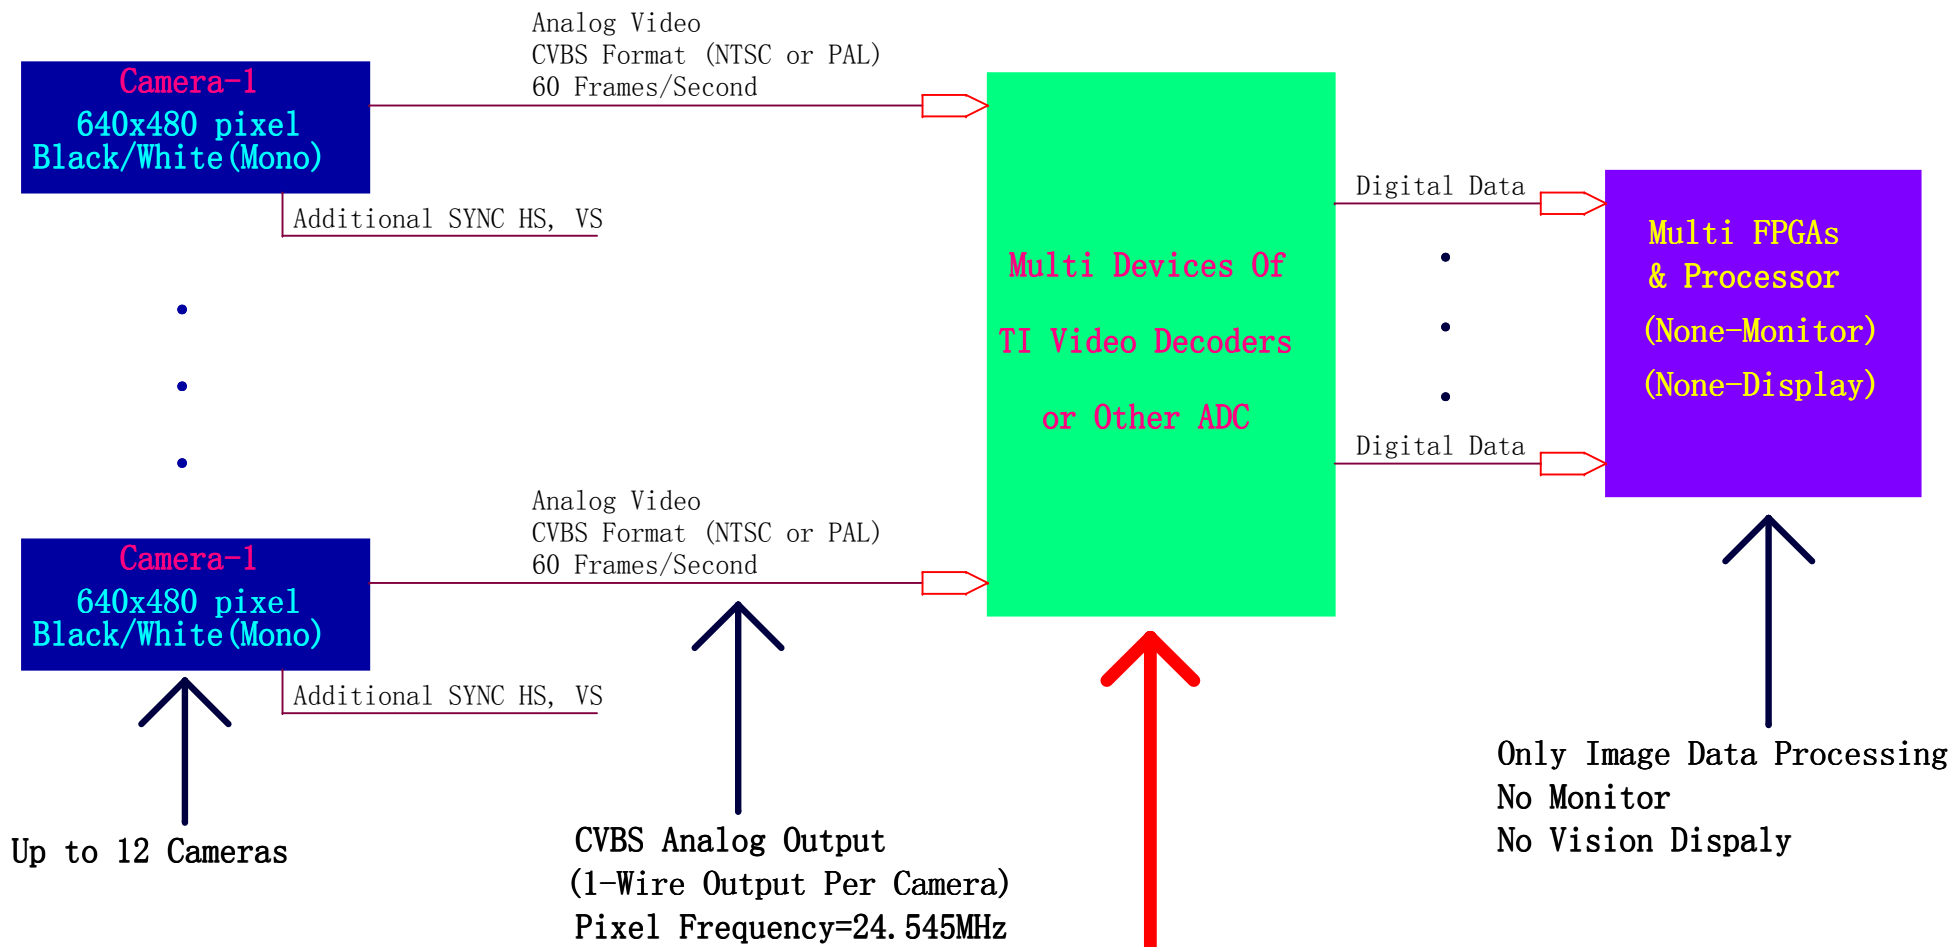 Analog Video
CVBS Format (NTSC or PAL)
60 Frames/Second
Camera-1
640x480 pixel
Black/White(Mono)
Additional SYNC HS, VS
Multi Devices Of
TI Video Decoders
or Other ADC
Digital Data
Digital Data
Multi FPGAs
& Processor
(None-Monitor)
(None-Display)
Analog Video
CVBS Format (NTSC or PAL)
60 Frames/Second
Camera-1
640x480 pixel
Black/White(Mono)
Additional SYNC HS, VS
Up to 12 Cameras
CVBS Analog Output
(1-Wire Output Per Camera)
Pixel Frequency=24.545MHz
Only Image Data Processing
No Monitor
No Vision Dispaly